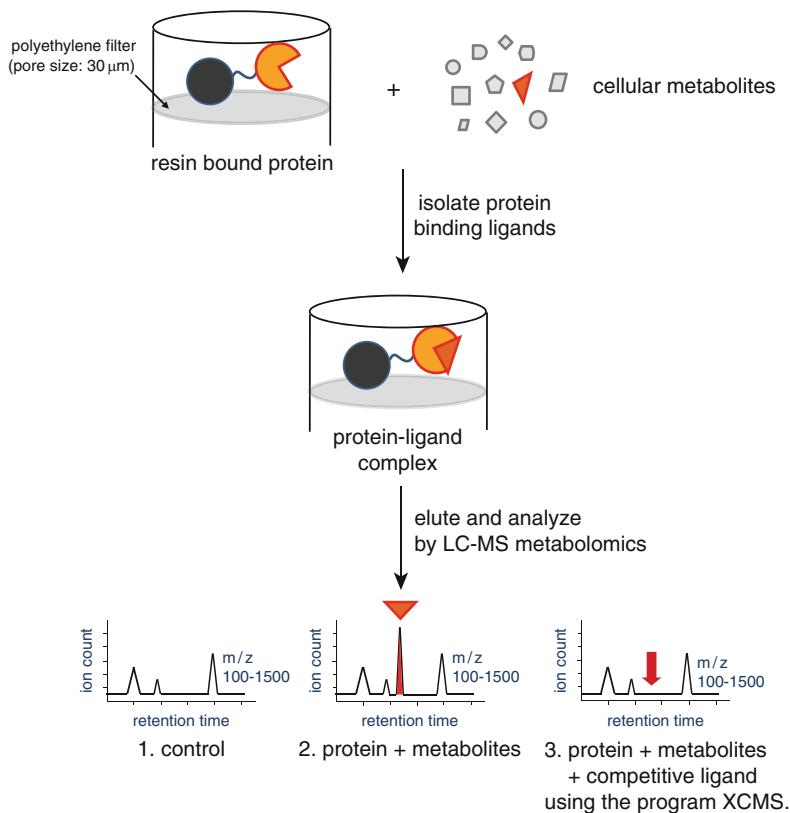 polyethylene filter
(pore size: 30 μm)
+
cellular metabolites
resin bound protein
isolate protein
binding ligands
protein-ligand
complex
elute and analyze
by LC-MS metabolomics
ion count
m/z
100-1500
retention time
1. control
ion count
m/z
100-1500
retention time
2. protein + metabolites
ion count
m/z
100-1500
retention time
3. protein + metabolites
+ competitive ligand
using the program XCMS.